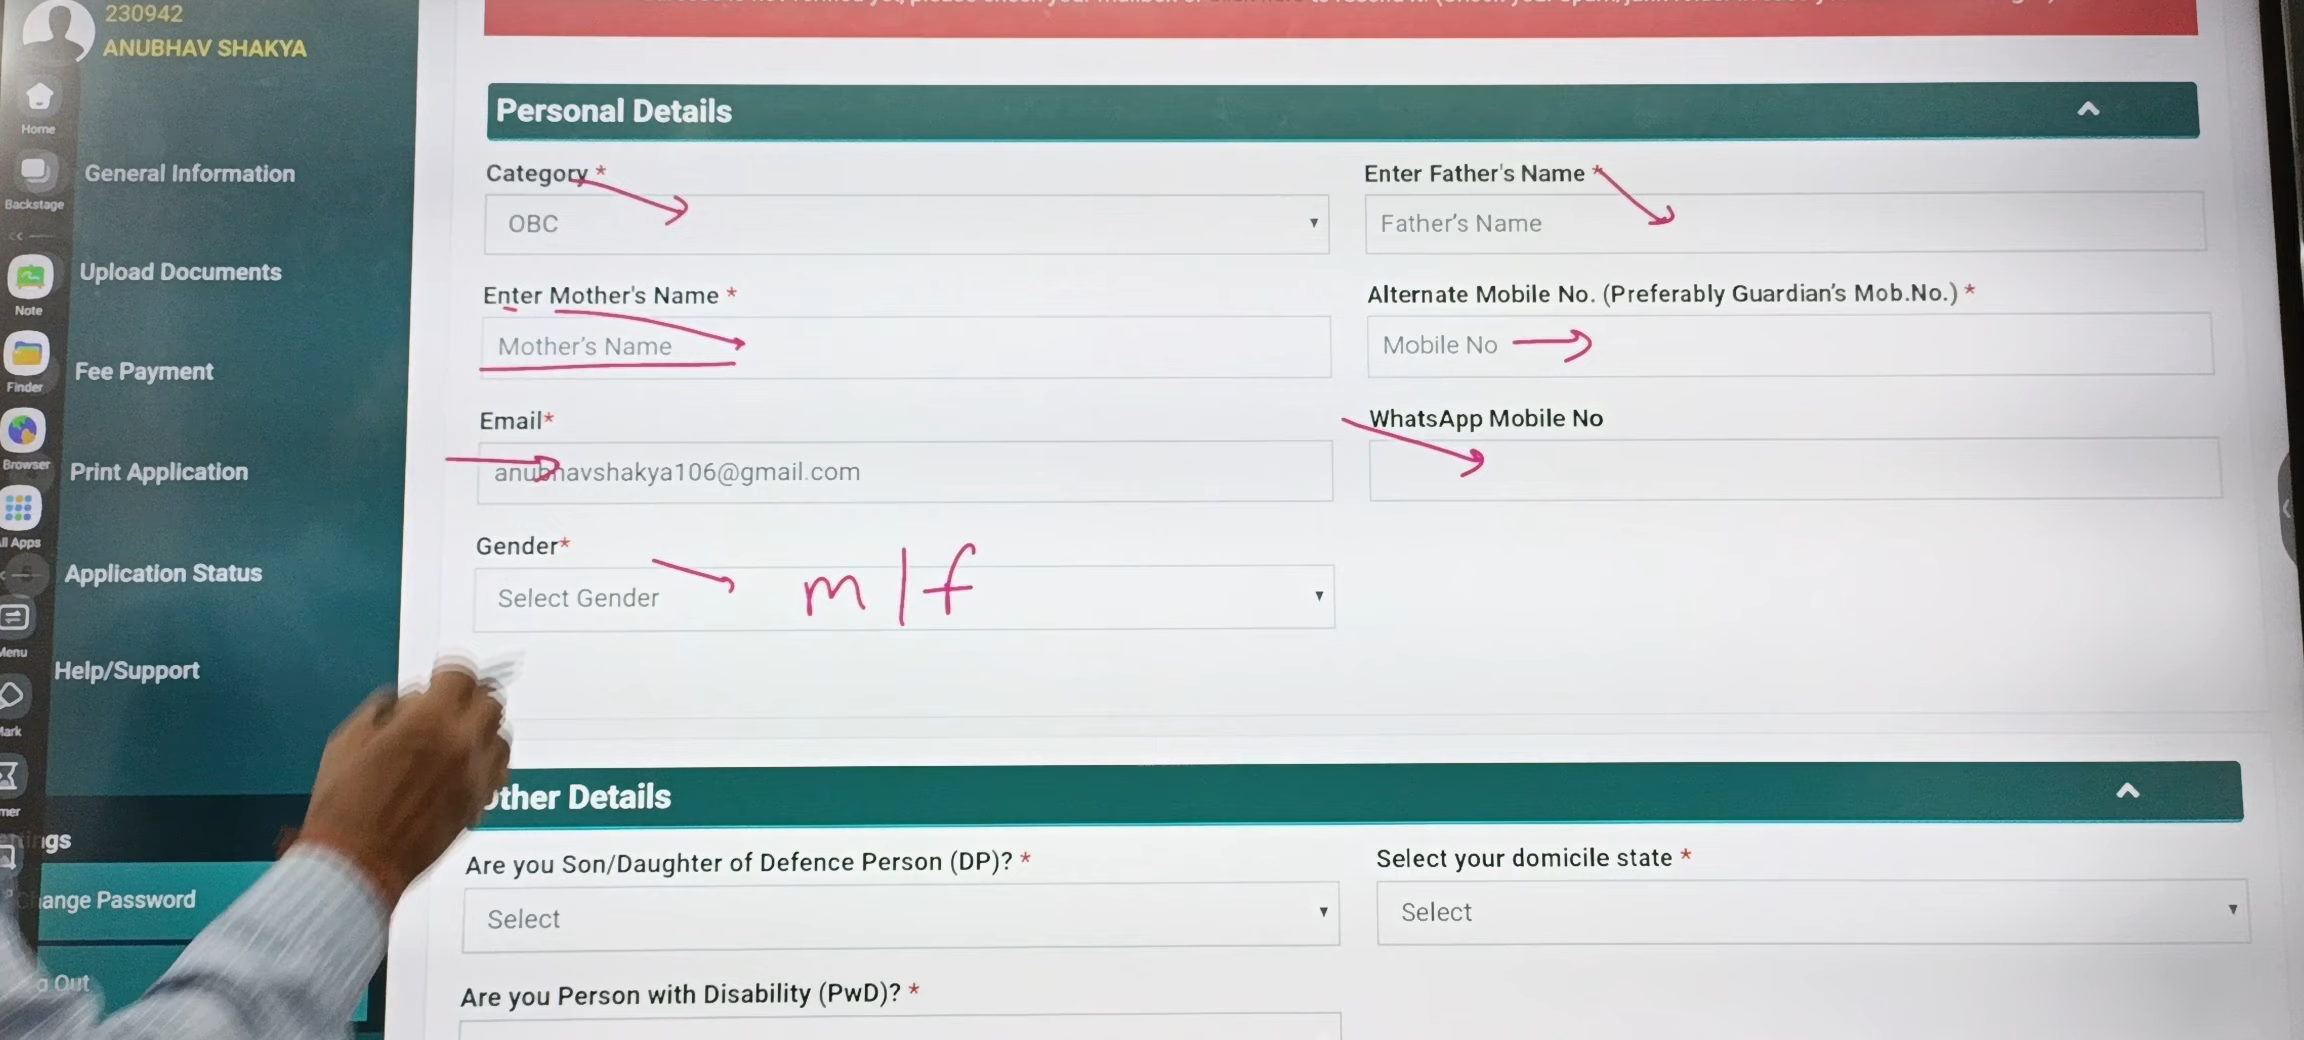 230942
ANUBHAV SHAKYA
Home
Backstage
Note
Finder
Browser
All Apps
Menu
Mark
General Information
Upload Documents
Fee Payment
Print Application
Application Status
Help/Support
Change Password
Out
Personal Details
Category *
OBC
Enter Father's Name *
Father's Name
Enter Mother's Name *
Mother's Name
Alternate Mobile No. (Preferably Guardian's Mob.No.) *
Mobile No
Email*
anubhavshakya106@gmail.com
WhatsApp Mobile No
Gender*
Select Gender
m/f
Other Details
Are you Son/Daughter of Defence Person (DP)? *
Select
Select your domicile state *
Select
Are you Person with Disability (PwD)? *